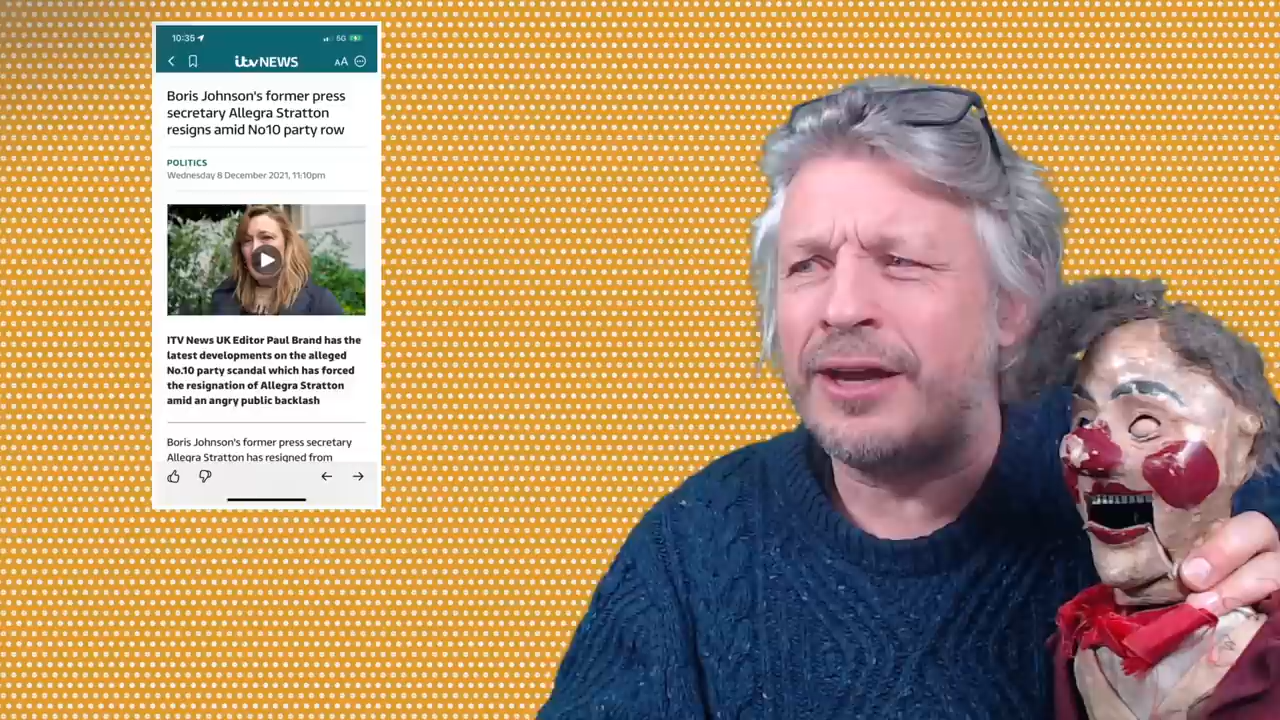 10:35
5G
itv NEWS
AA
Boris Johnson's former press
secretary Allegra Stratton
resigns amid No10 party row
POLITICS
Wednesday 8 December 2021, 11:10pm
ITV News UK Editor Paul Brand has the
latest developments on the alleged
No.10 party scandal which has forced
the resignation of Allegra Stratton
amid an angry public backlash
Boris Johnson's former press secretary
Allegra Stratton has resigned from